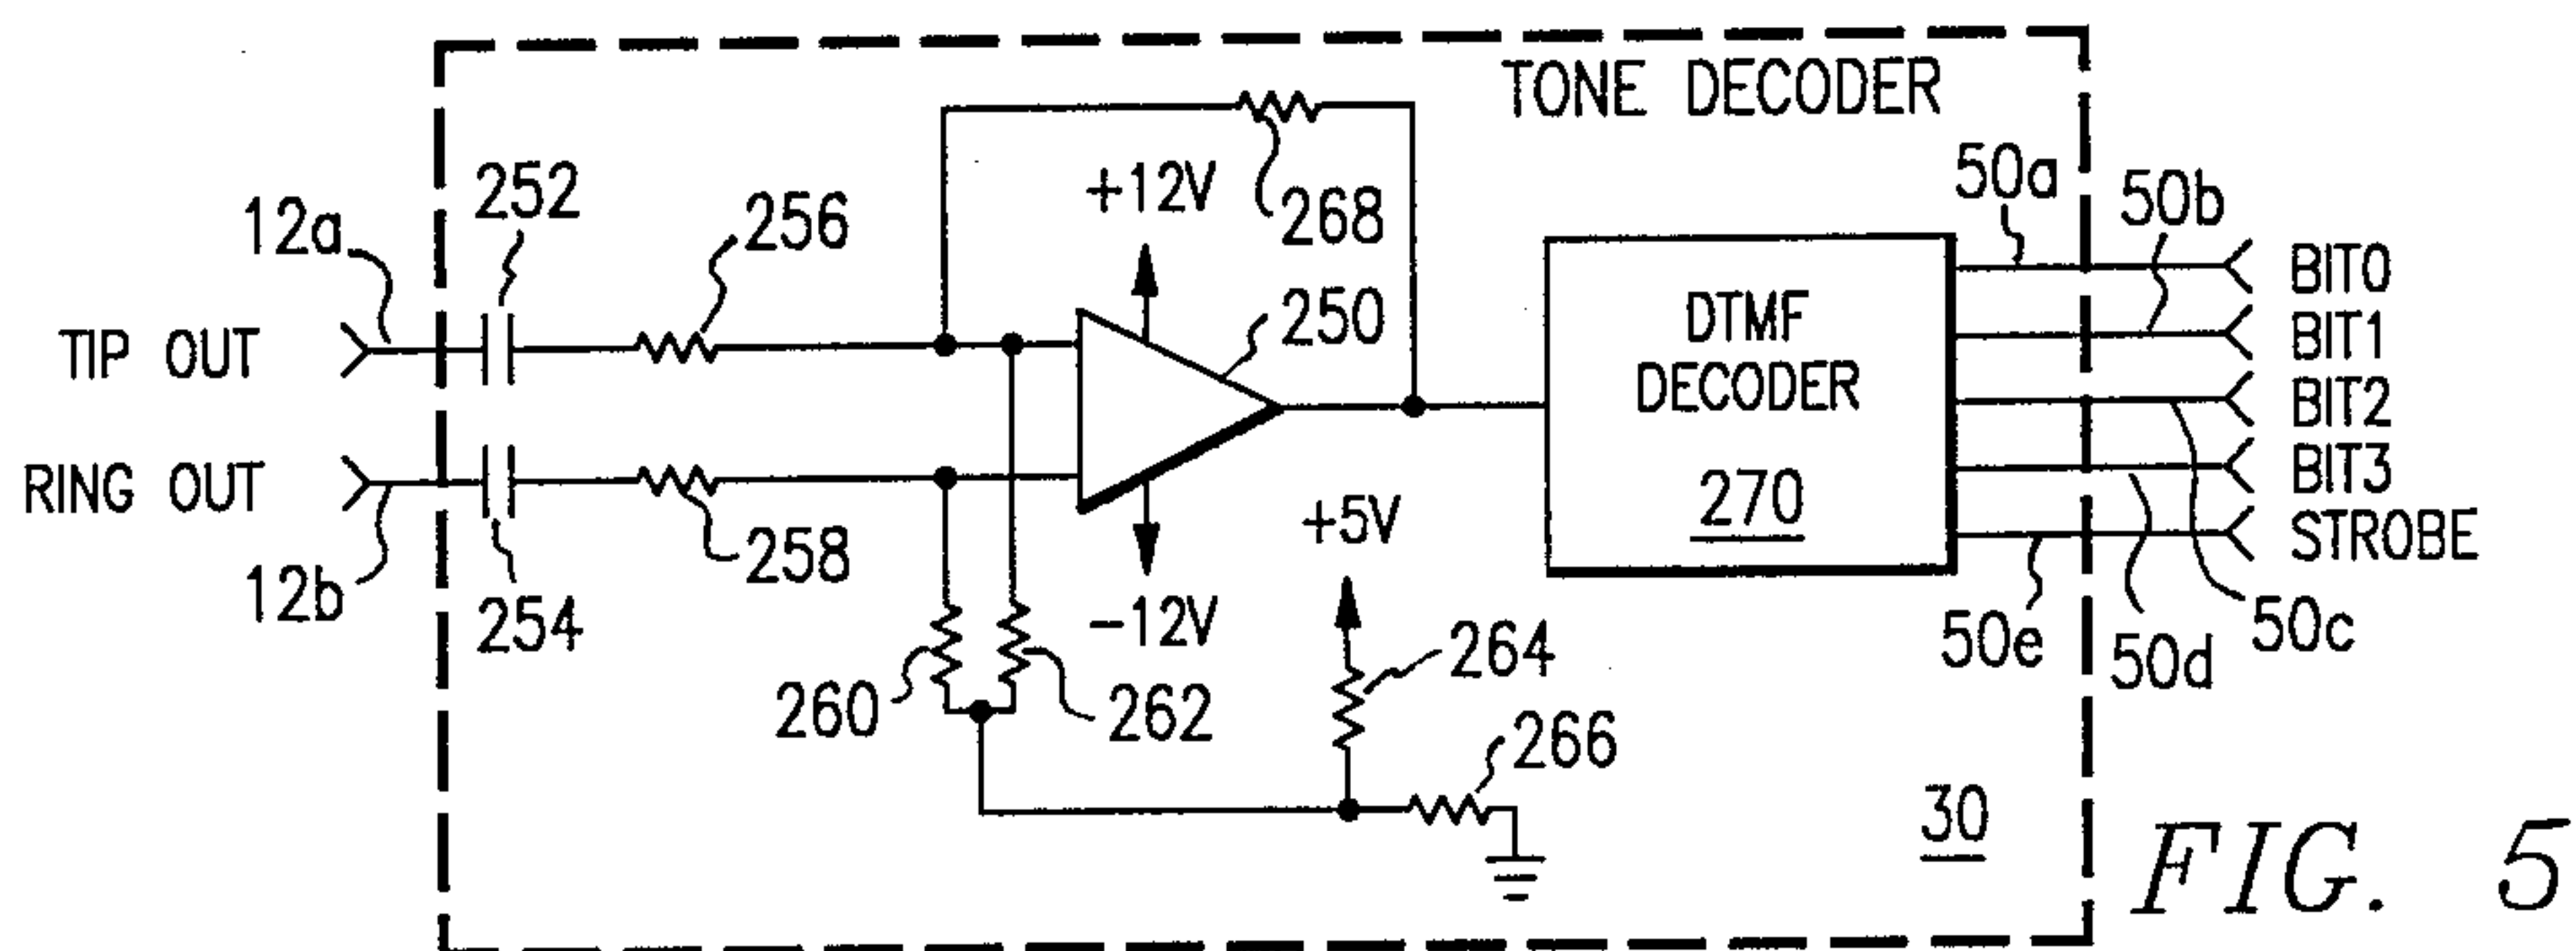 TONE DECODER
12a
252
256
+12V
268
50a
50b
TIP OUT
250
DTMF
DECODER
270
BIT0
BIT1
BIT2
BIT3
STROBE
RING OUT
12b
254
258
-12V
+5V
260
262
264
266
50e
50d
50c
30
FIG. 5